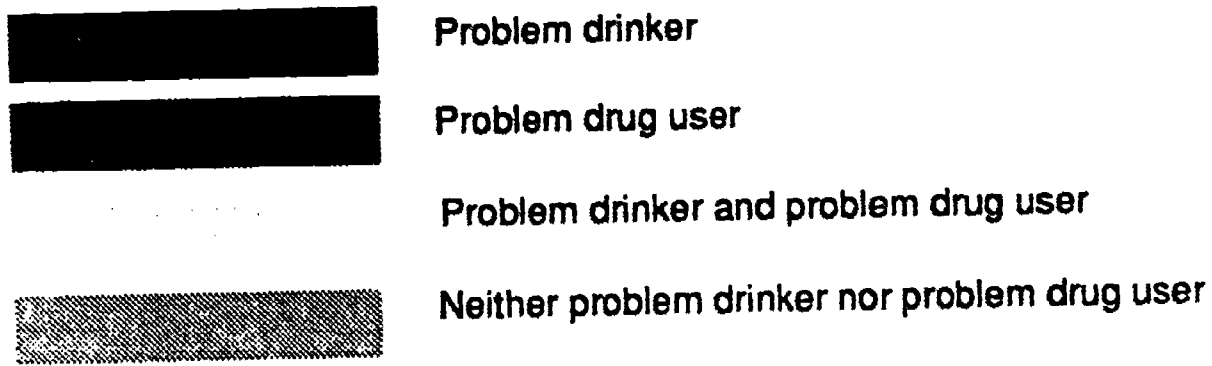 Problem drinker
Problem drug user
Problem drinker and problem drug user
Neither problem drinker nor problem drug user